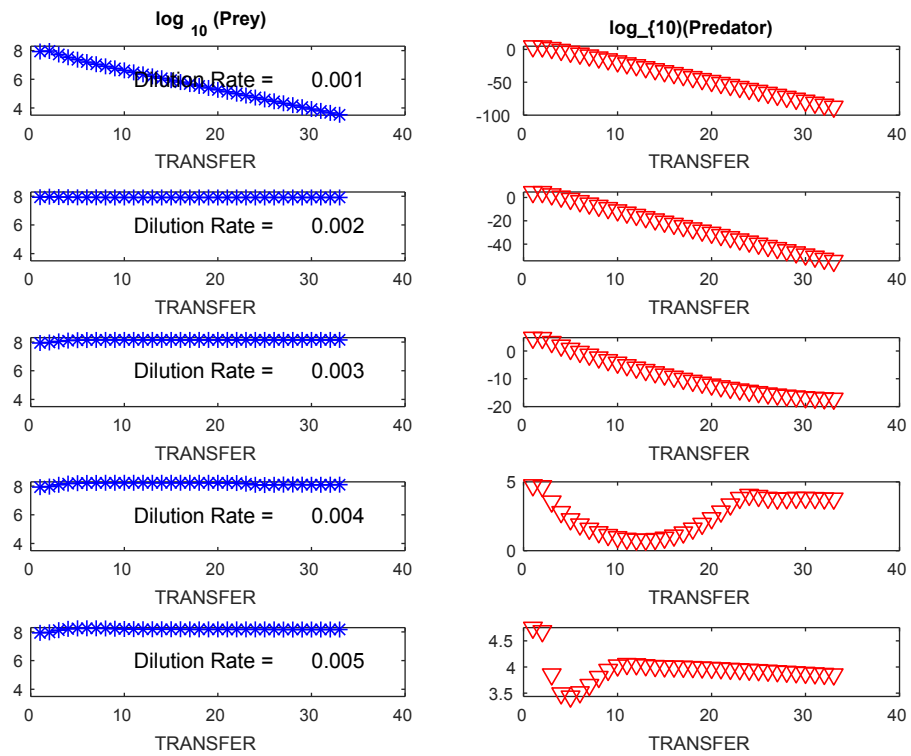 log 10 (Prey)
log_{10)(Predator)
8
6
4
Dilution Rate = 0.001
0 10 20 30 40
TRANSFER
0
-50
-100
0 10 20 30 40
TRANSFER
8
6
4
Dilution Rate = 0.002
0 10 20 30 40
TRANSFER
0
-20
-40
0 10 20 30 40
TRANSFER
8
6
4
Dilution Rate = 0.003
0 10 20 30 40
TRANSFER
0
-10
-20
0 10 20 30 40
TRANSFER
8
6
4
Dilution Rate = 0.004
0 10 20 30 40
TRANSFER
5
0
0 10 20 30 40
TRANSFER
8
6
4
Dilution Rate = 0.005
0 10 20 30 40
TRANSFER
4.5
4
3.5
0 10 20 30 40
TRANSFER